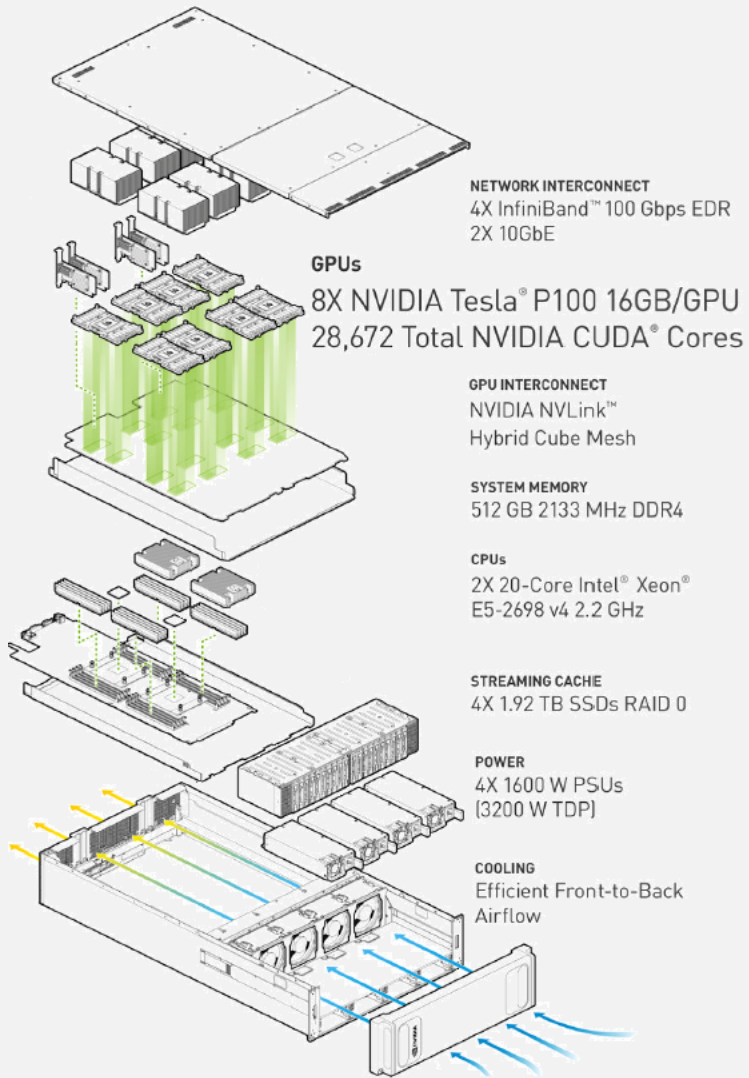 NETWORK INTERCONNECT
4X InfiniBand™ 100 Gbps EDR
2X 10GbE
GPUs
8X NVIDIA Tesla® P100 16GB/GPU
28,672 Total NVIDIA CUDA® Cores
GPU INTERCONNECT
NVIDIA NVLink™
Hybrid Cube Mesh
SYSTEM MEMORY
512 GB 2133 MHz DDR4
CPUs
2X 20-Core Intel® Xeon®
E5-2698 v4 2.2 GHz
STREAMING CACHE
4X 1.92 TB SSDs RAID 0
POWER
4X 1600 W PSUs
(3200 W TDP)
COOLING
Efficient Front-to-Back
Airflow
NVIDIA